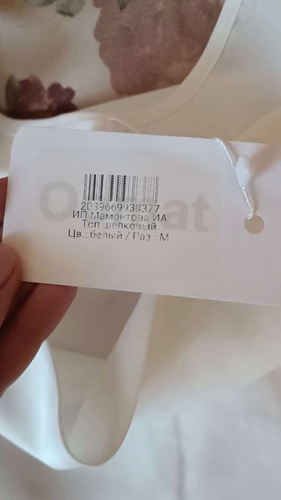 2039669938377
ИП Мамонтова ИА
Топ шелковый
Цв.:белый / Раз.: M